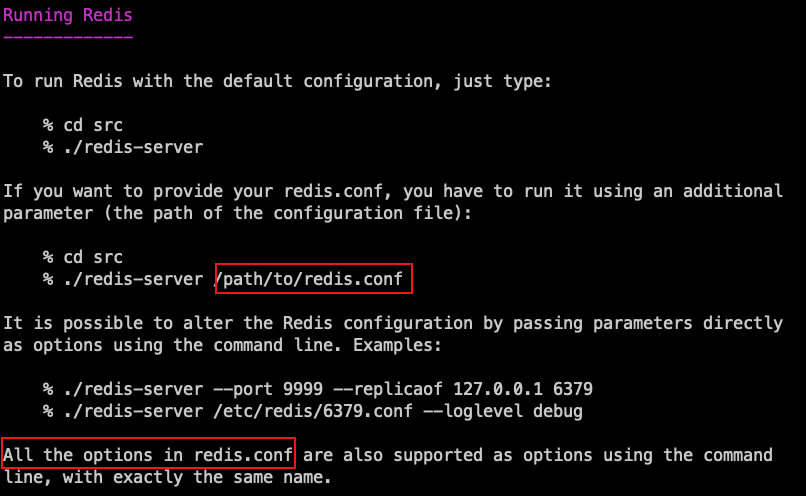 Running Redis
-------------
To run Redis with the default configuration, just type:
% cd src
% ./redis-server
If you want to provide your redis.conf, you have to run it using an additional
parameter (the path of the configuration file):
% cd src
% ./redis-server /path/to/redis.conf
It is possible to alter the Redis configuration by passing parameters directly
as options using the command line. Examples:
% ./redis-server --port 9999 --replicaof 127.0.0.1 6379
% ./redis-server /etc/redis/6379.conf --loglevel debug
All the options in redis.conf are also supported as options using the command
line, with exactly the same name.